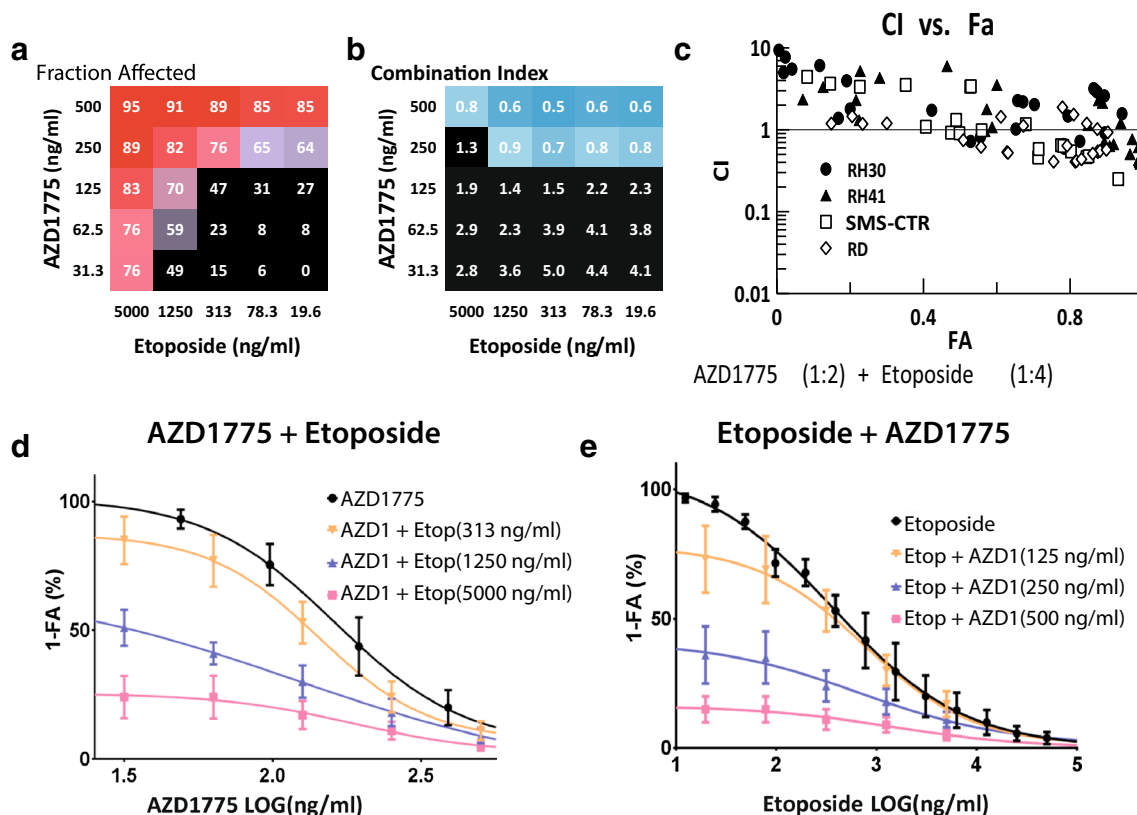 a
Fraction Affected
AZD1775 (ng/ml)
500 95 91 89 85 85
250 89 82 76 65 64
125 83 70 47 31 27
62.5 76 59 23 8 8
31.3 76 49 15 6 0
5000 1250 313 78.3 19.6
Etoposide (ng/ml)
b
Combination Index
AZD1775 (ng/ml)
500 0.8 0.6 0.5 0.6 0.6
250 1.3 0.9 0.7 0.8 0.8
125 1.9 1.4 1.5 2.2 2.3
62.5 2.9 2.3 3.9 4.1 3.8
31.3 2.8 3.6 5.0 4.4 4.1
5000 1250 313 78.3 19.6
Etoposide (ng/ml)
c
CI vs. Fa
CI
10
1
0.1
0.01
RH30
RH41
SMS-CTR
RD
0 0.4 0.8
FA
AZD1775 (1:2) + Etoposide (1:4)
d
AZD1775 + Etoposide
1-FA (%)
100
50
0
AZD1775
AZD1 + Etop(313 ng/ml)
AZD1 + Etop(1250 ng/ml)
AZD1 + Etop(5000 ng/ml)
1.5 2.0 2.5
AZD1775 LOG(ng/ml)
e
Etoposide + AZD1775
1-FA (%)
100
50
0
Etoposide
Etop + AZD1(125 ng/ml)
Etop + AZD1(250 ng/ml)
Etop + AZD1(500 ng/ml)
1 2 3 4 5
Etoposide LOG(ng/ml)